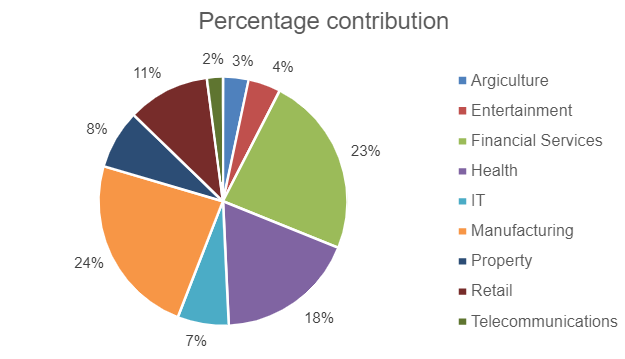 Percentage contribution
2%
3%
4%
11%
8%
23%
24%
18%
7%
Argiculture
Entertainment
Financial Services
Health
IT
Manufacturing
Property
Retail
Telecommunications